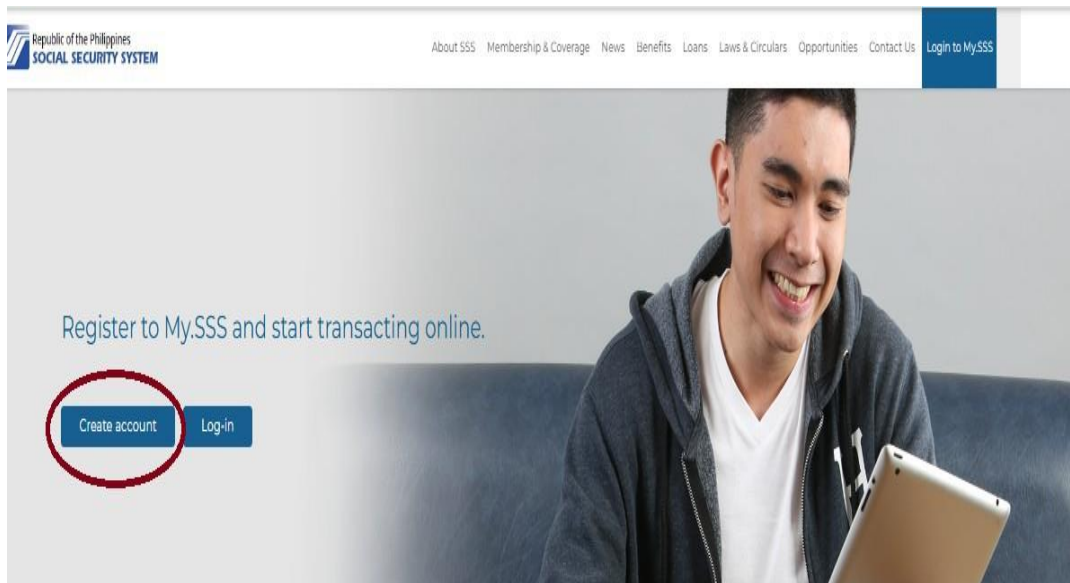 Republic of the Philippines
SOCIAL SECURITY SYSTEM
About SSS Membership & Coverage News Benefits Loans Laws & Circulars Opportunities Contact Us Login to My.SSS
Register to My.SSS and start transacting online.
Create account Log-in
H